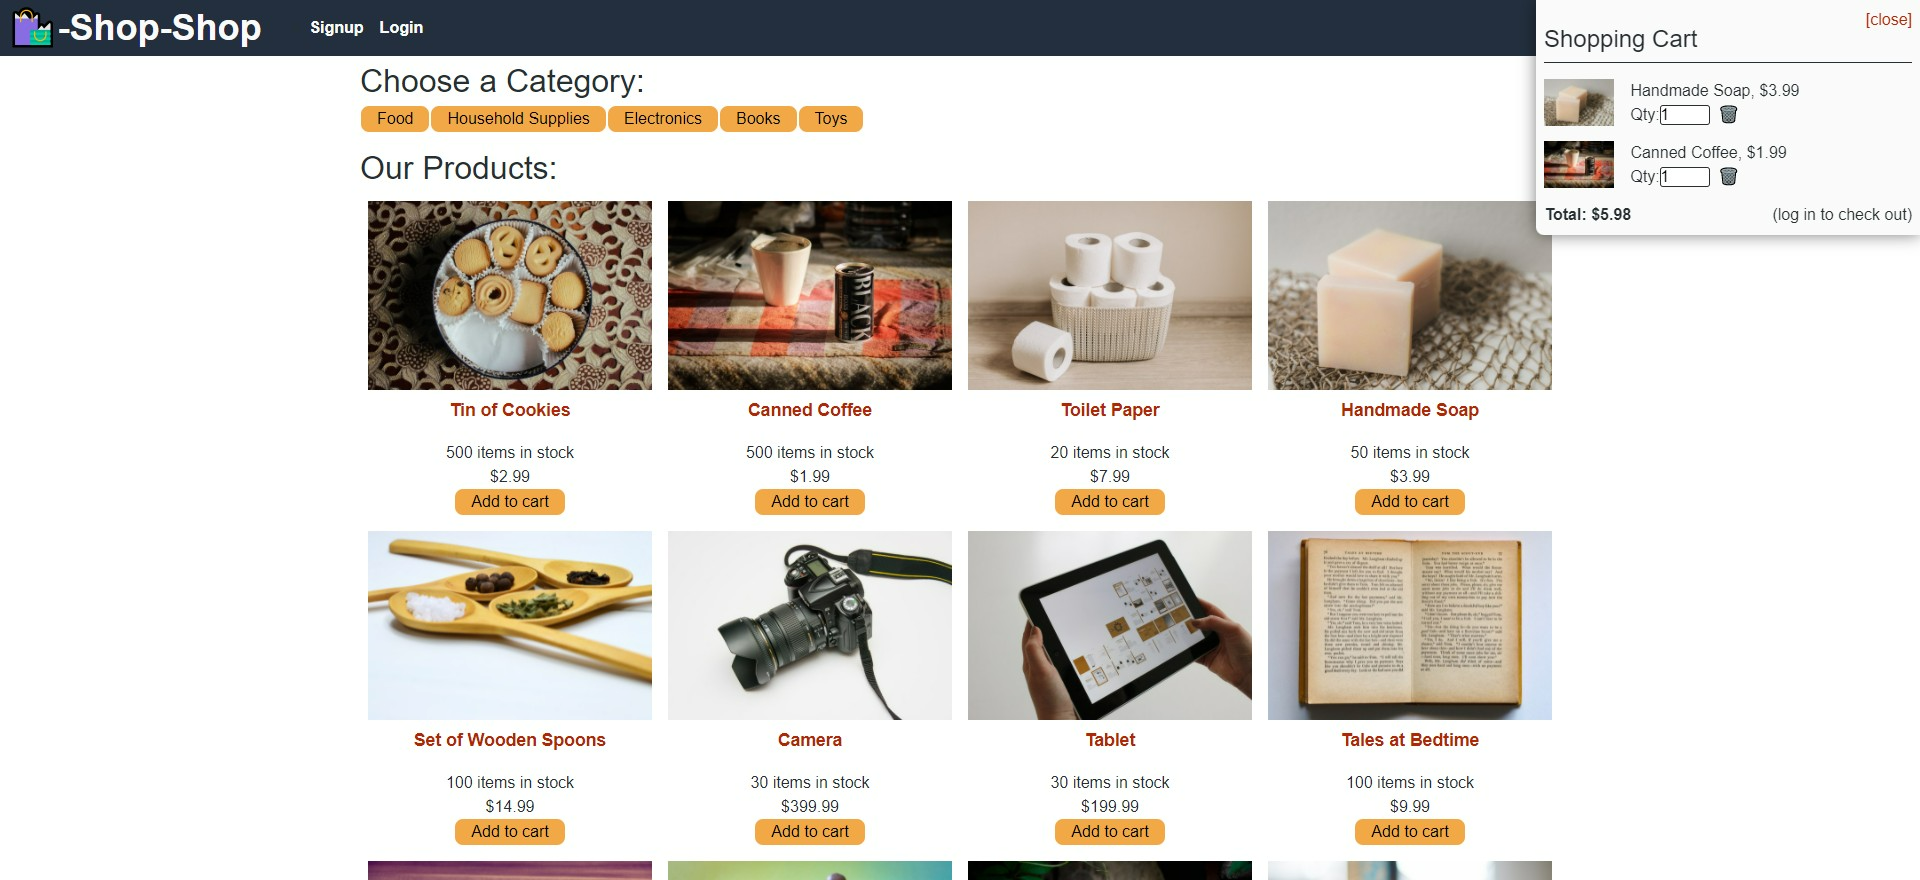 -Shop-Shop
Signup Login
[close]
Shopping Cart
Handmade Soap, $3.99
Qty: 1
Canned Coffee, $1.99
Qty: 1
Total: $5.98
(log in to check out)
Choose a Category:
Food Household Supplies Electronics Books Toys
Our Products:
BLACK
Tin of Cookies
500 items in stock
$2.99
Add to cart
Canned Coffee
500 items in stock
$1.99
Add to cart
Toilet Paper
20 items in stock
$7.99
Add to cart
Handmade Soap
50 items in stock
$3.99
Add to cart
Set of Wooden Spoons
100 items in stock
$14.99
Add to cart
Camera
30 items in stock
$399.99
Add to cart
Tablet
30 items in stock
$199.99
Add to cart
Tales at Bedtime
100 items in stock
$9.99
Add to cart